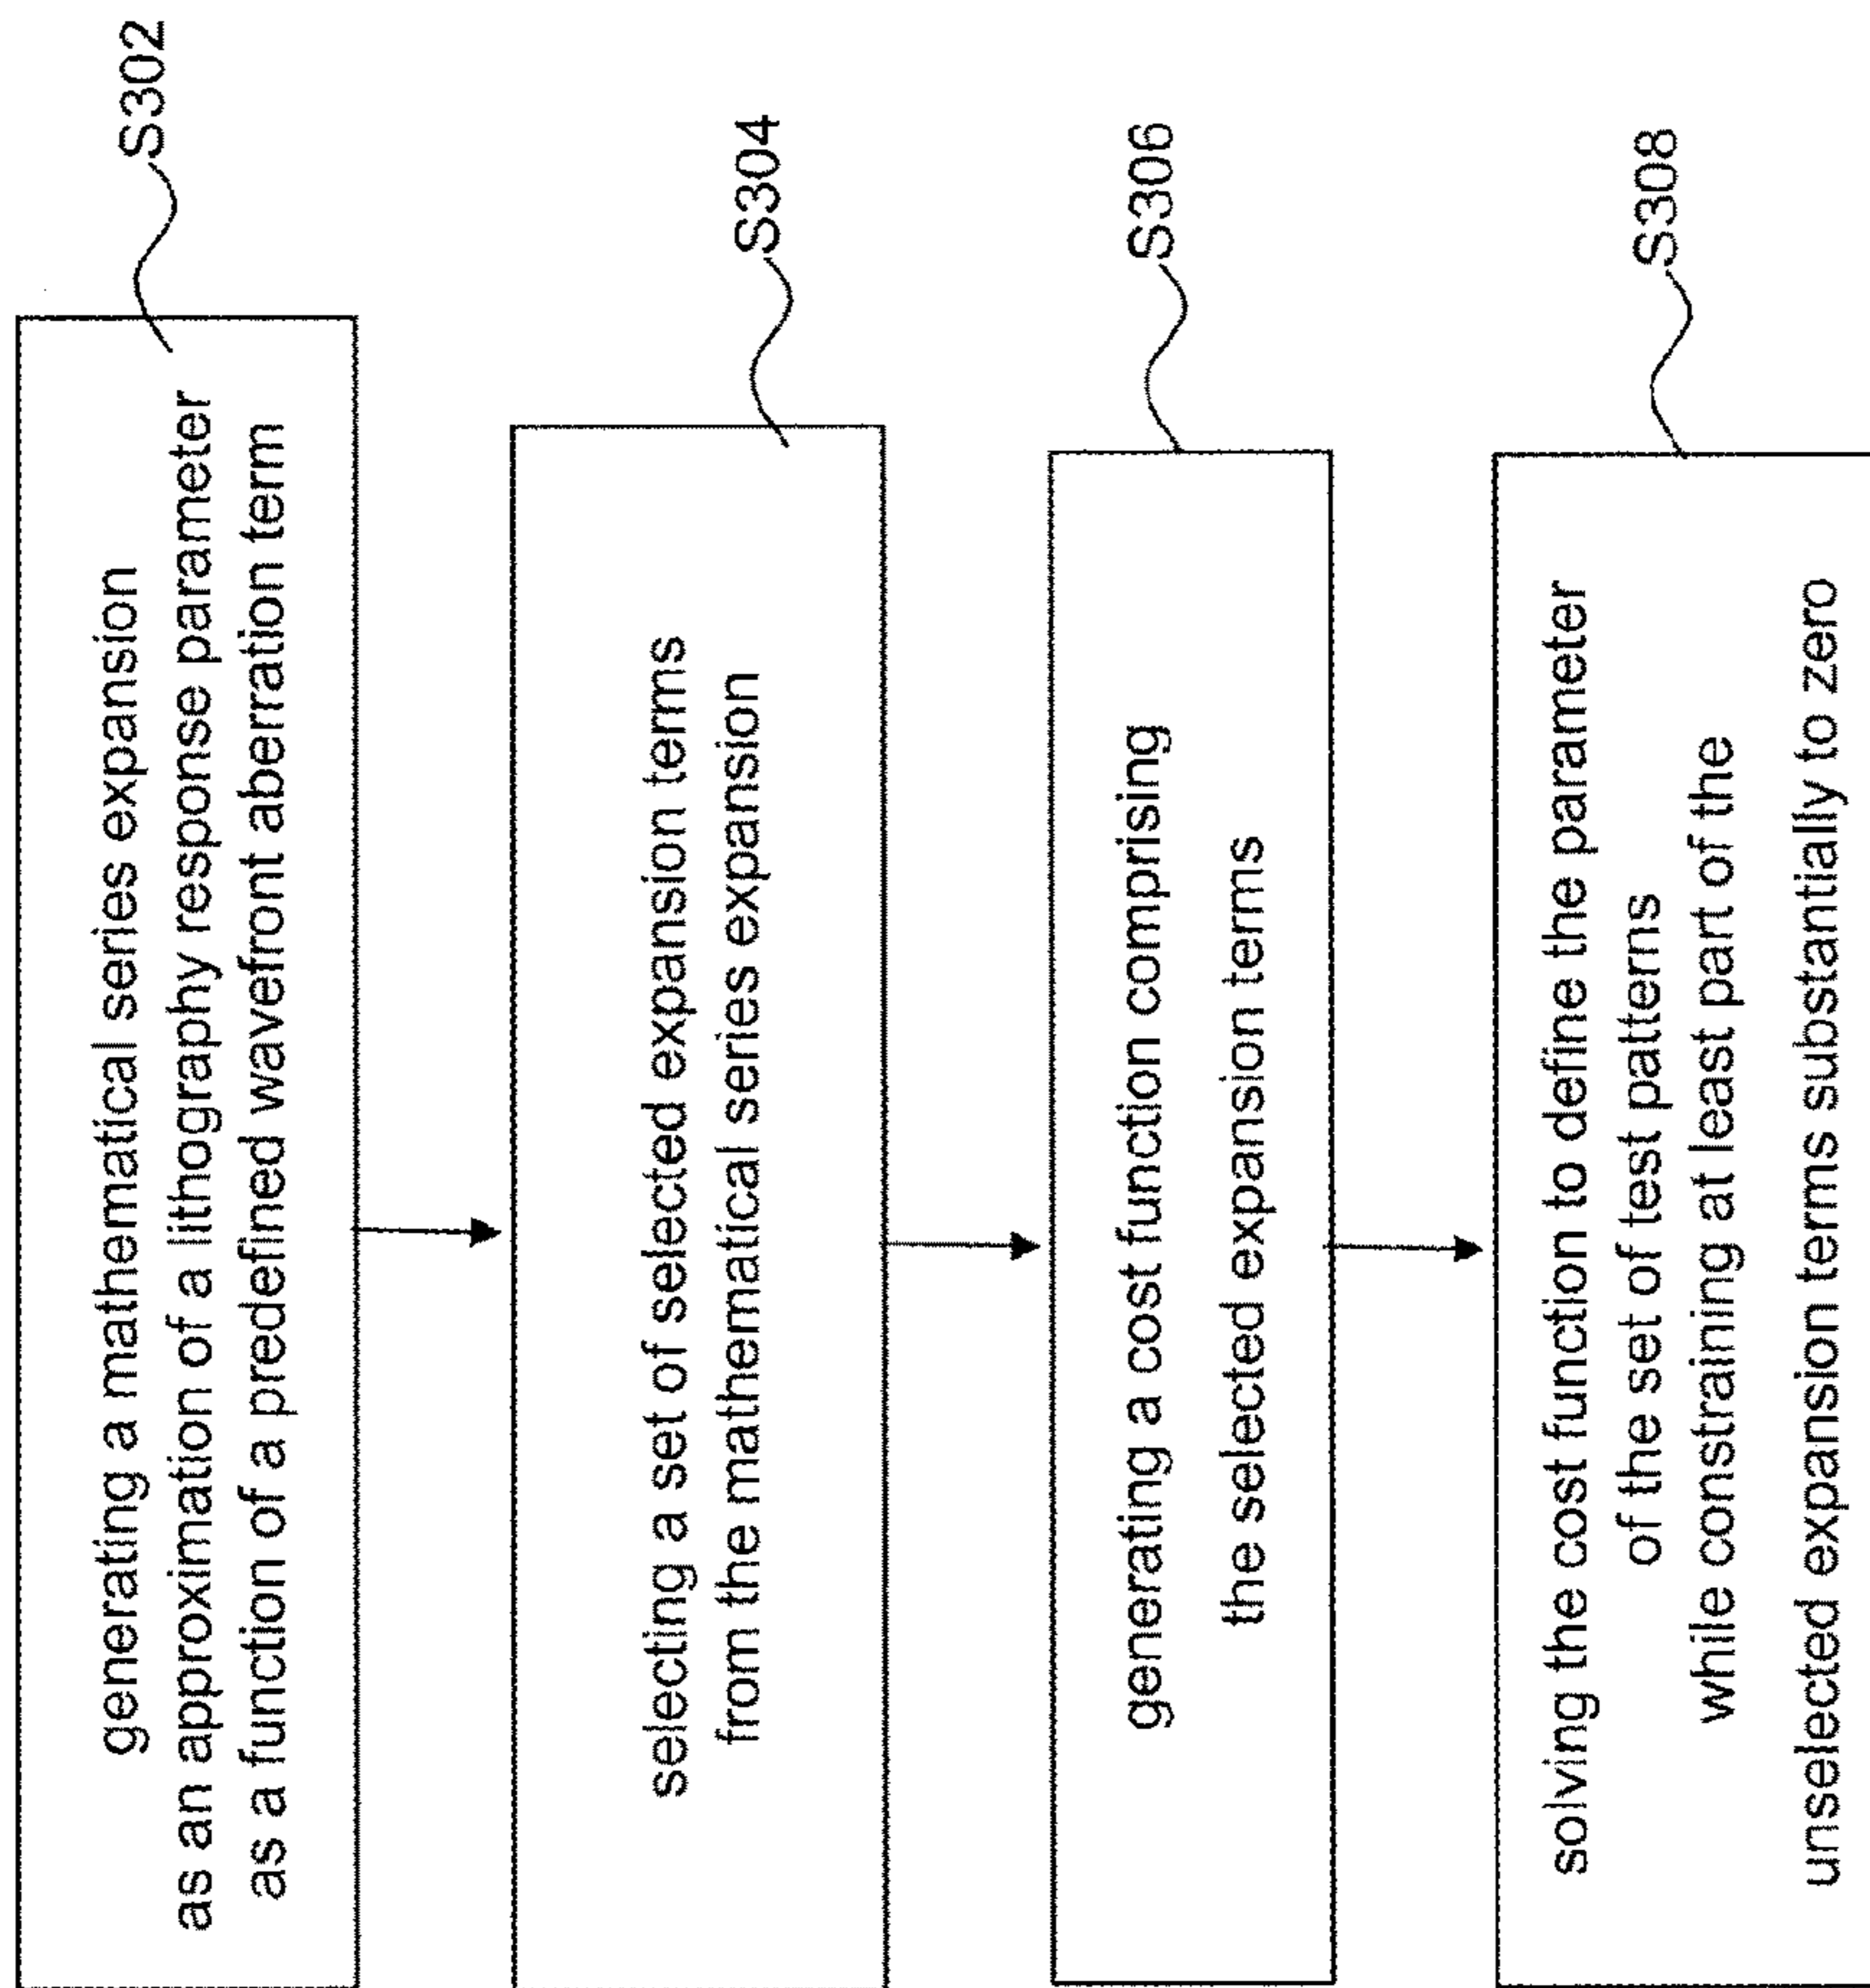 generating a mathematical series expansion
as an approximation of a lithography response parameter
as a function of a predefined wavefront aberration term
S302
selecting a set of selected expansion terms
from the mathematical series expansion
S304
generating a cost function comprising
the selected expansion terms
S306
solving the cost function to define the parameter
of the set of test patterns
while constraining at least part of the
unselected expansion terms substantially to zero
S308